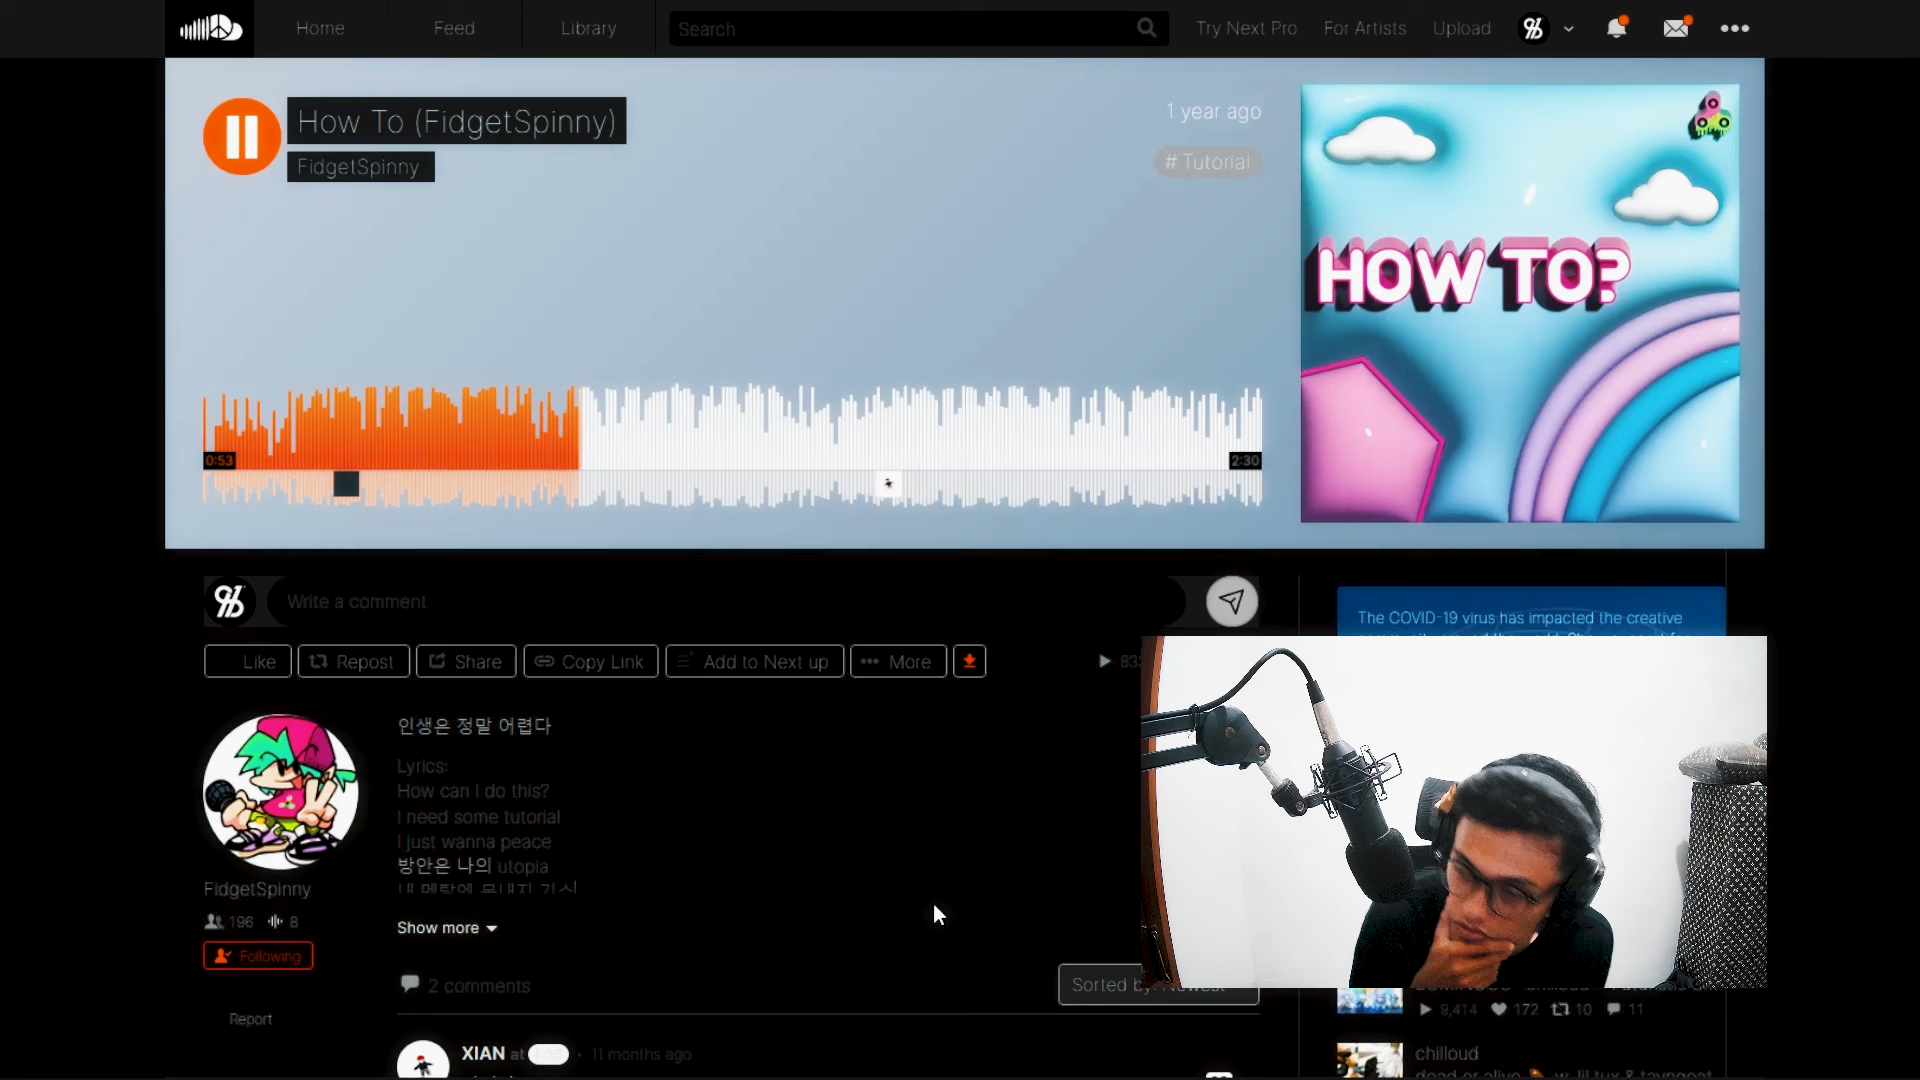 Home
Feed
Library
Search
Try Next Pro
For Artists
Upload
How To (FidgetSpinny)
FidgetSpinny
1 year ago
# Tutorial
HOW TO?
0:53
2:30
Write a comment
Like
Repost
Share
Copy Link
Add to Next up
More
The COVID-19 virus has impacted the creative
인생은 정말 어렵다
Lyrics:
How can I do this?
I need some tutorial
I just wanna peace
방안은 나의 utopia
FidgetSpinny
196
8
Following
Report
Show more
2 comments
Sorted by: Newest
XIAN at
11 months ago
9,414
172
10
11
chilloud